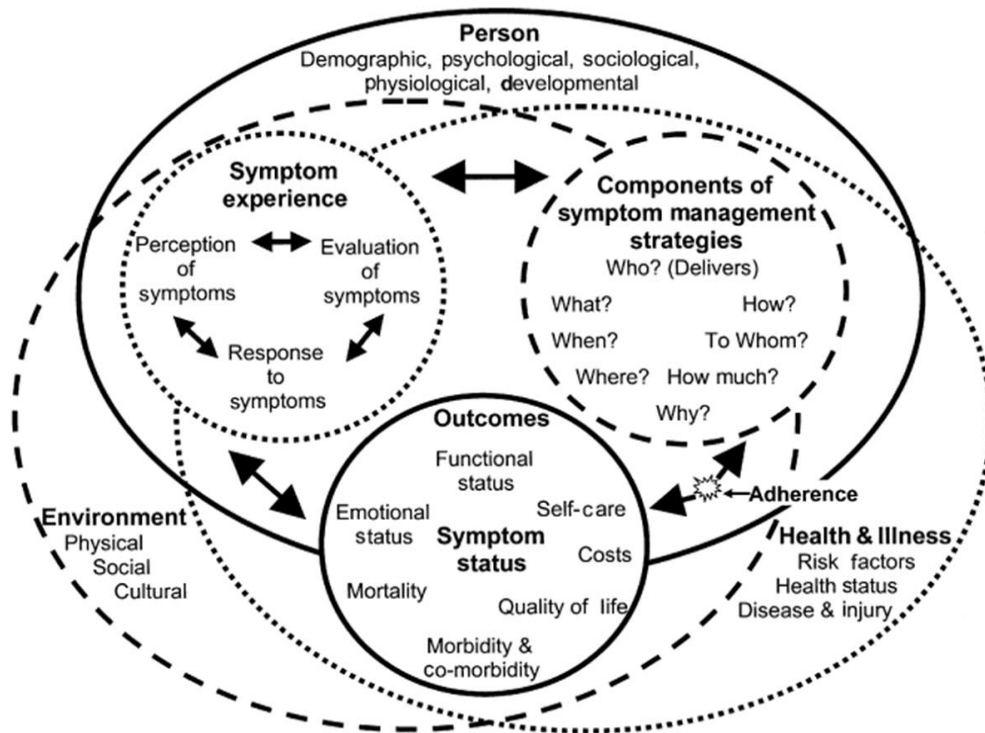 Person
Demographic, psychological, sociological,
physiological, developmental
Symptom
experience
Perception
of
symptoms
Evaluation
of
symptoms
Response
to
symptoms
Components of
symptom management
strategies
Who? (Delivers)
What?
How?
When?
To Whom?
Where?
How much?
Why?
Outcomes
Functional
status
Emotional
status
Self-care
Symptom
status
Costs
Mortality
Quality of life
Morbidity &
co-morbidity
Adherence
Environment
Physical
Social
Cultural
Health & Illness
Risk factors
Health status
Disease & injury